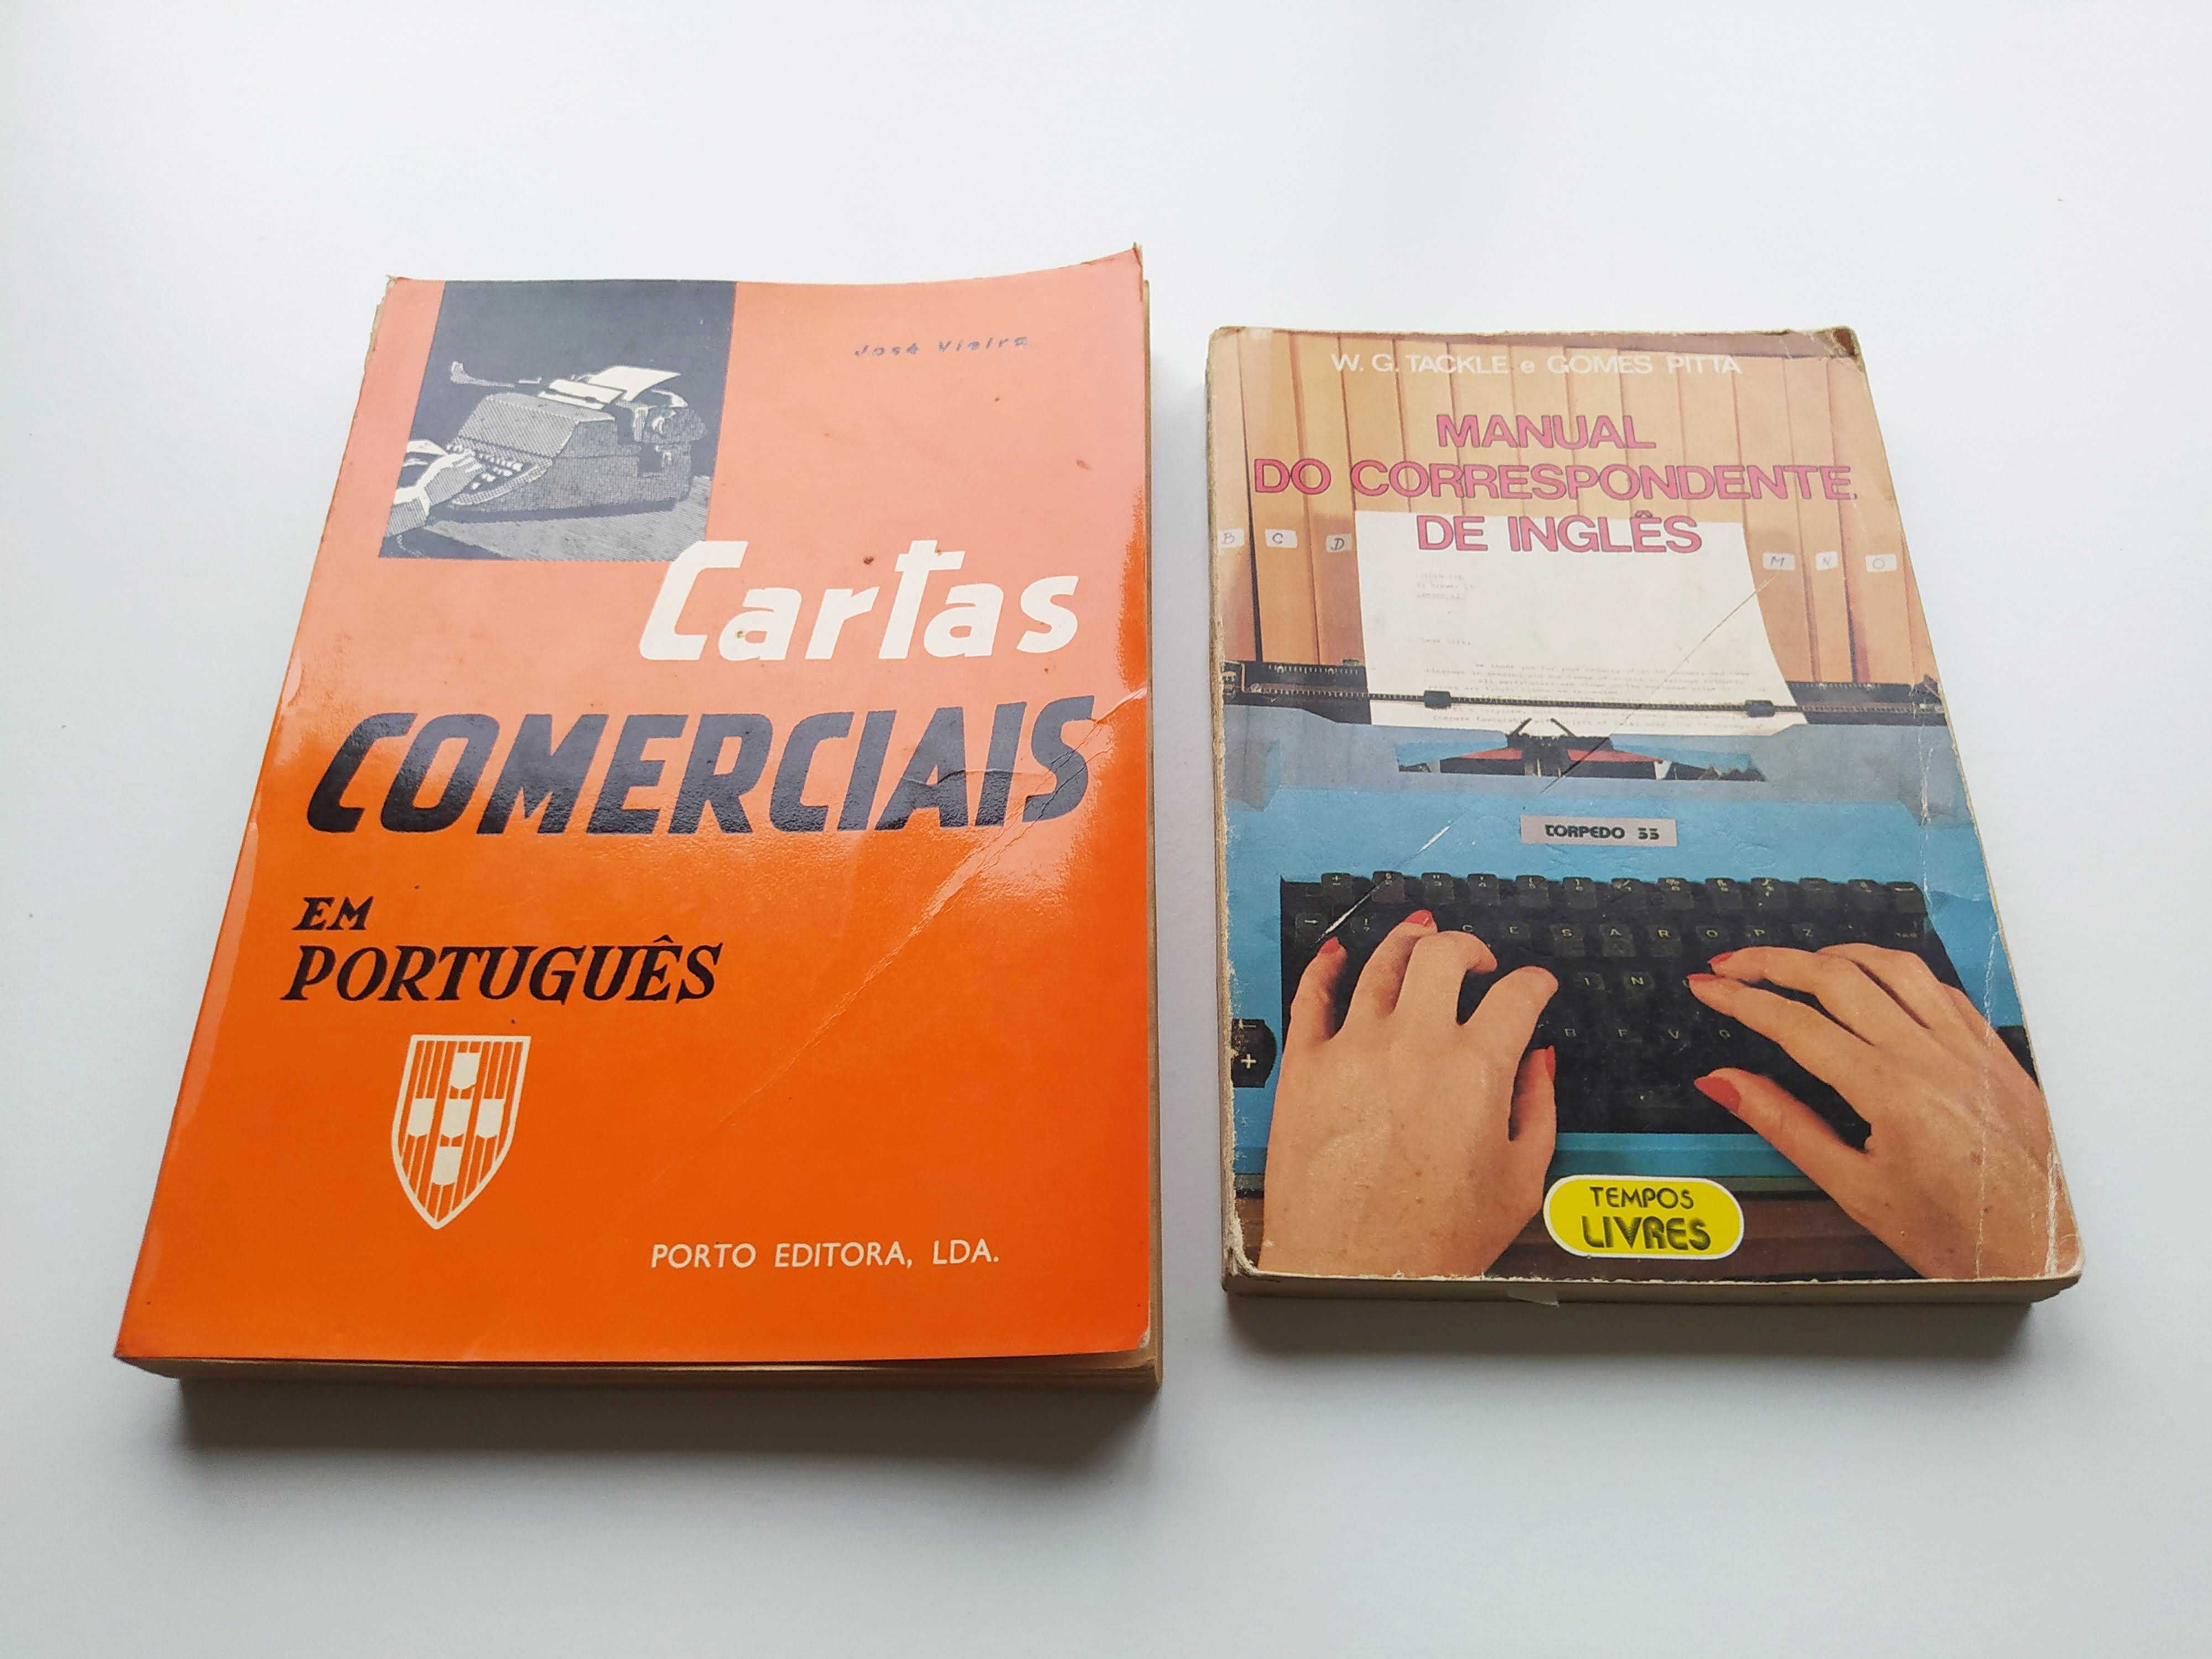 José Vieira
Cartas
COMERCIAIS
EM
PORTUGUÊS
PORTO EDITORA, LDA.
W. G. TACKLE e GOMES PITTA
MANUAL
DO CORRESPONDENTE
DE INGLÊS
B C D
M N O
TORPEDO 33
C E S A R O P Z
I N
B F V Q
+
TEMPOS
LIVRES